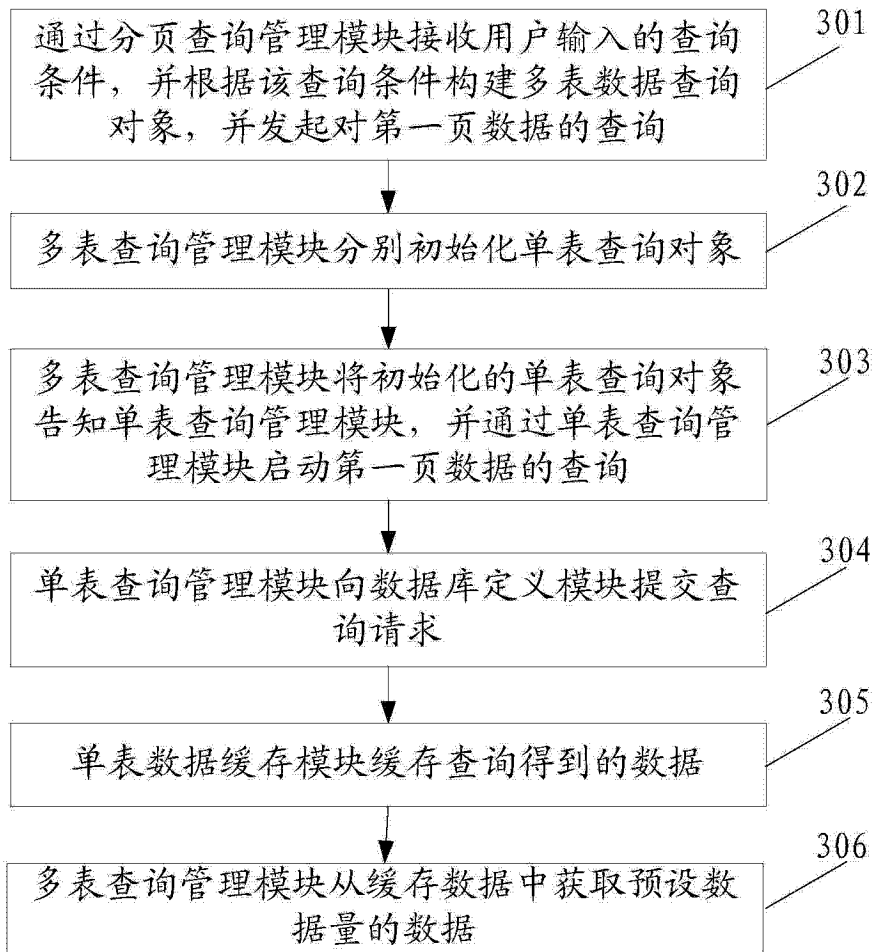 通过分页查询管理模块接收用户输入的查询
条件，并根据该查询条件构建多表数据查询
对象，并发起对第一页数据的查询
301
多表查询管理模块分别初始化单表查询对象
302
多表查询管理模块将初始化的单表查询对象
告知单表查询管理模块，并通过单表查询管
理模块启动第一页数据的查询
303
单表查询管理模块向数据库定义模块提交查
询请求
304
单表数据缓存模块缓存查询得到的数据
305
多表查询管理模块从缓存数据中获取预设数
据量的数据
306